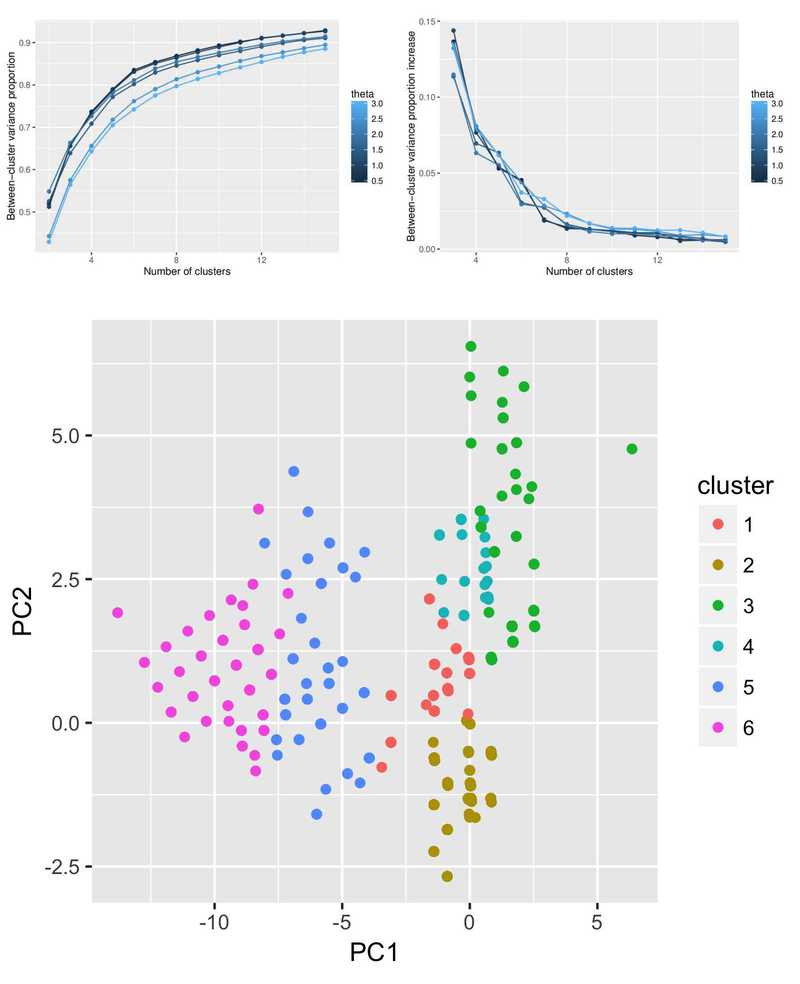 Between−cluster variance proportion
0.9
0.8
0.7
0.6
0.5
4 8 12
Number of clusters
theta
3.0
2.5
2.0
1.5
1.0
0.5
Between−cluster variance proportion increase
0.15
0.10
0.05
0.00
4 8 12
Number of clusters
theta
3.0
2.5
2.0
1.5
1.0
0.5
PC2
5.0
2.5
0.0
-2.5
-10 -5 0 5
PC1
cluster
1
2
3
4
5
6